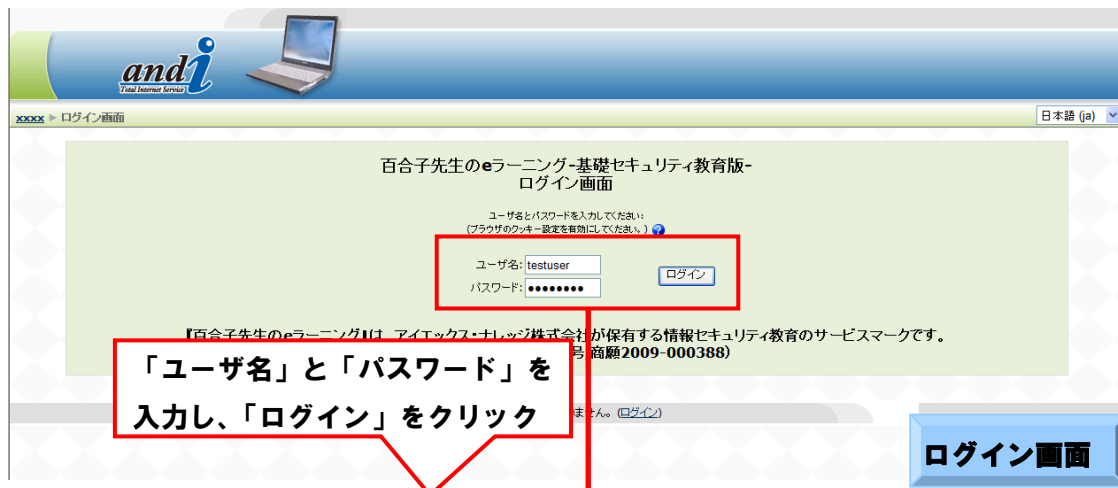 andi
Total Internet Service
xxxx ▶ ログイン画面
日本語 (ja)
百合子先生のeラーニング-基礎セキュリティ教育版-
ログイン画面
ユーザ名とパスワードを入力してください:
(ブラウザのクッキー設定を有効にしてください。)
ユーザ名: testuser
ログイン
パスワード: ●●●●●●●●
『百合子先生のeラーニング』は、アイエックス・ナレッジ株式会社が保有する情報セキュリティ教育のサービスマークです。
号 商願2009-000388)
「ユーザ名」と「パスワード」を
入力し、「ログイン」をクリック
ません。(ログイン)
ログイン画面